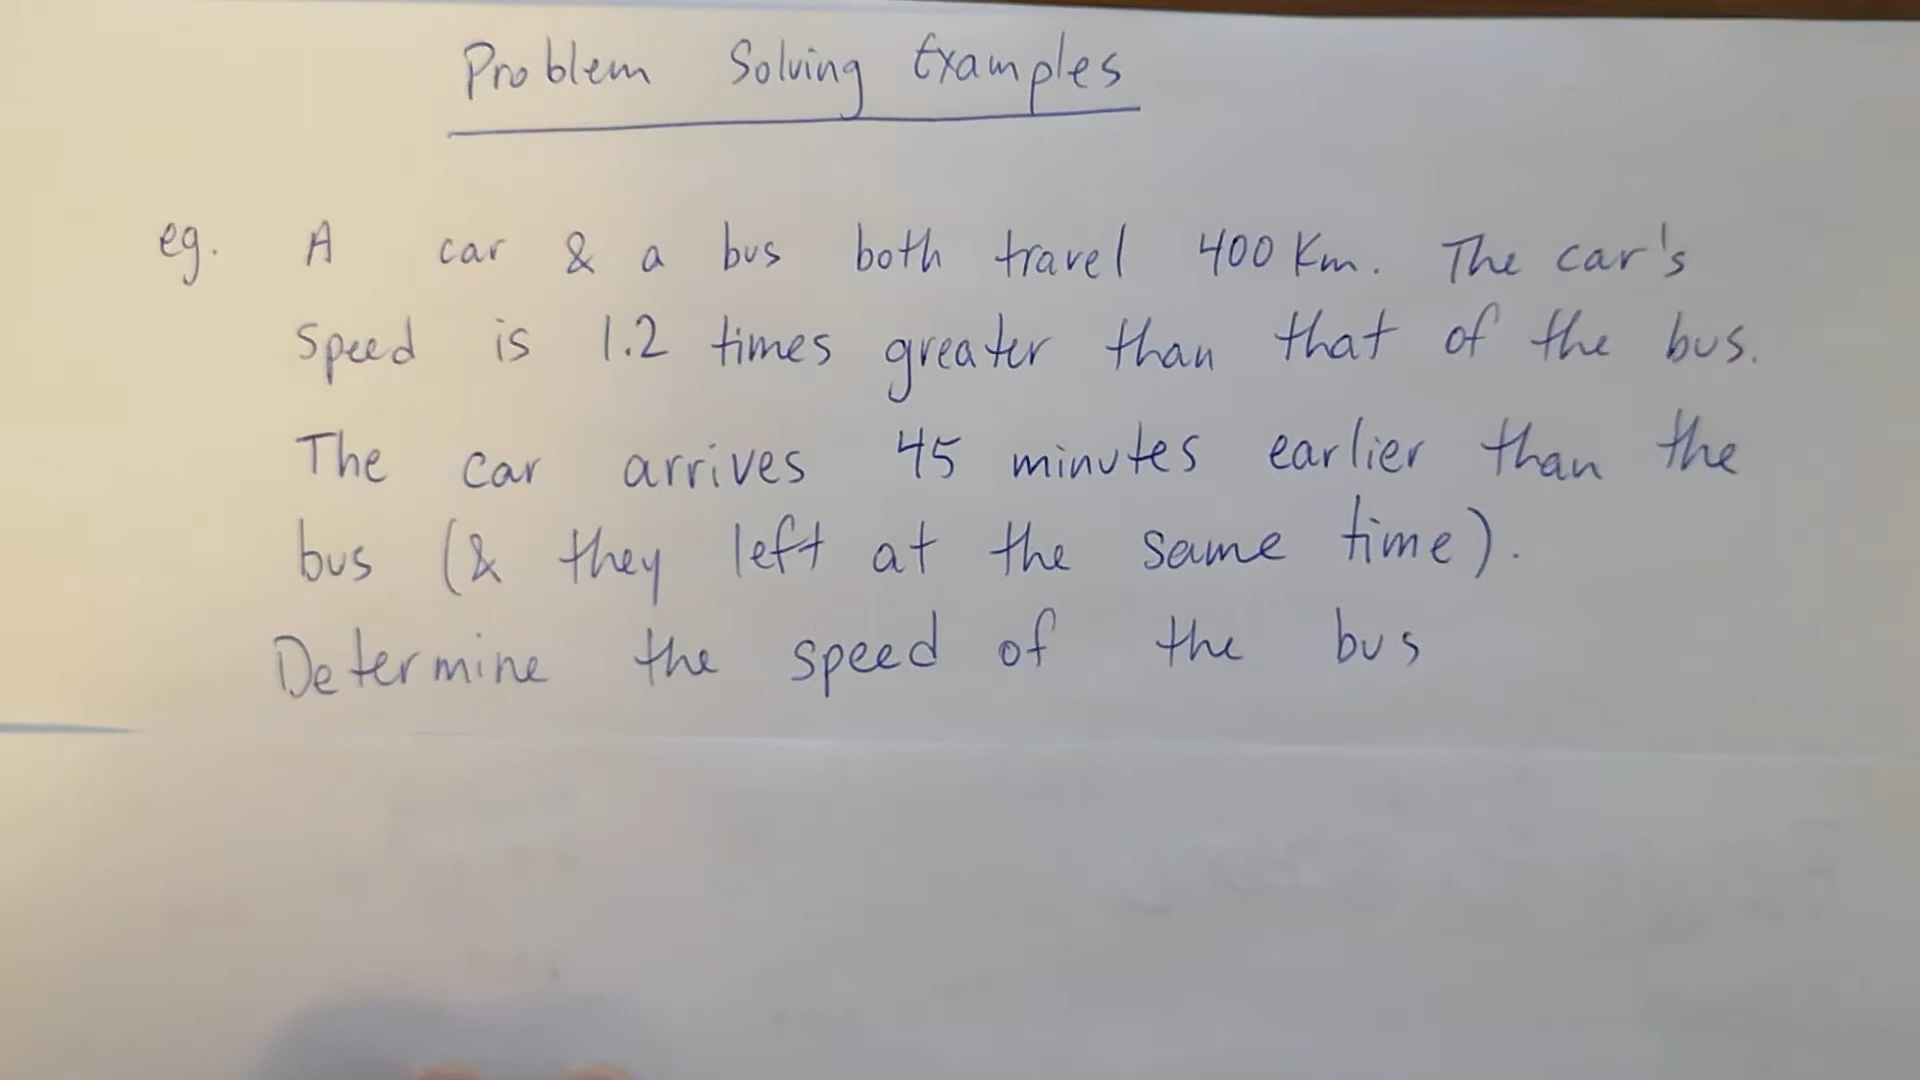 Problem Solving Examples
eg. A car & a bus both travel 400 Km. The car's
speed is 1.2 times greater than that of the bus.
The car arrives 45 minutes earlier than the
bus (& they left at the same time).
Determine the speed of the bus